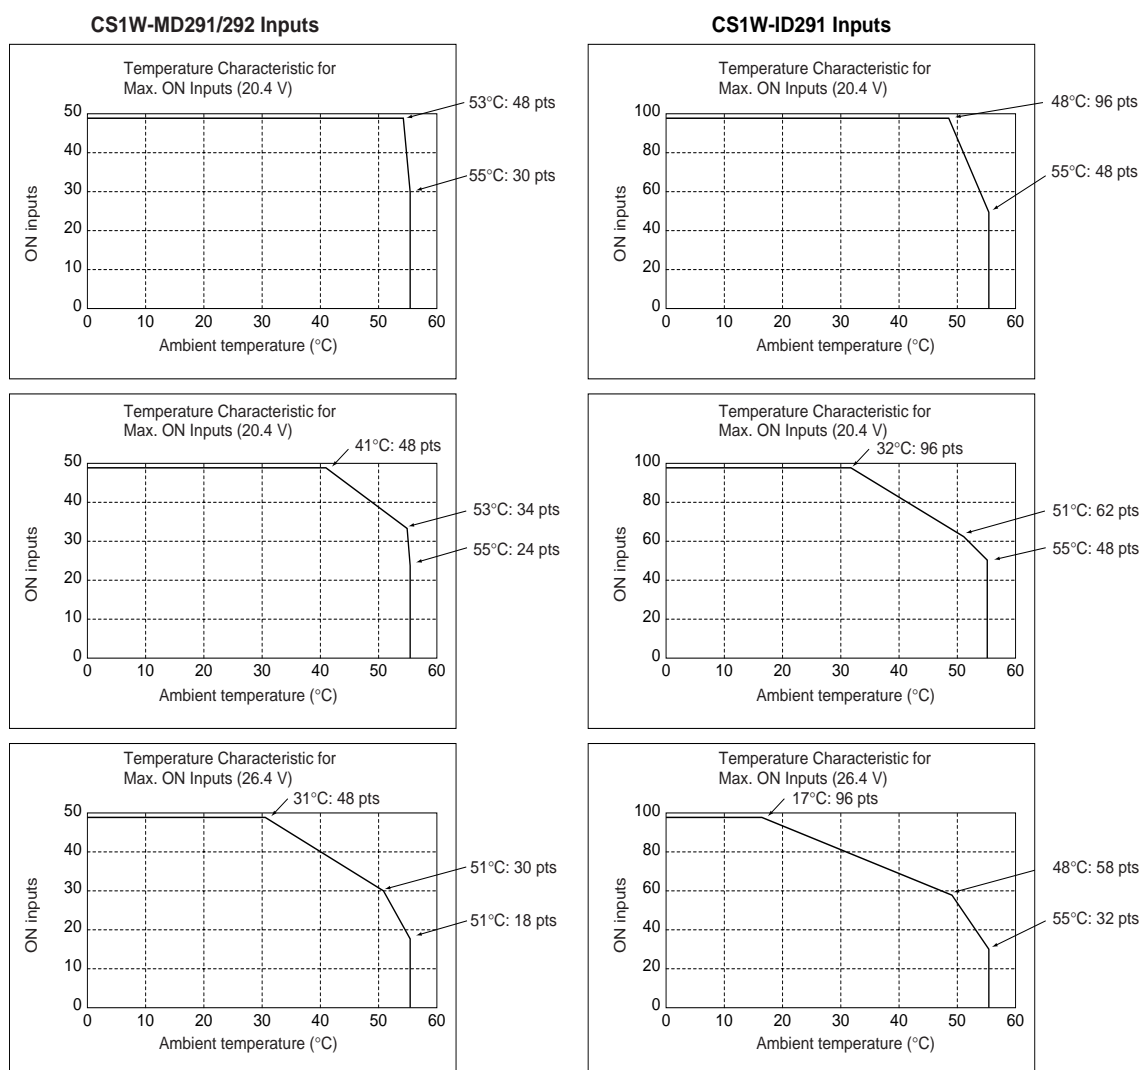 CS1W-MD291/292 Inputs
Temperature Characteristic for
Max. ON Inputs (20.4 V)
53°C: 48 pts
55°C: 30 pts
50
40
30
20
10
0
ON inputs
0 10 20 30 40 50 60
Ambient temperature (°C)
Temperature Characteristic for
Max. ON Inputs (20.4 V)
41°C: 48 pts
53°C: 34 pts
55°C: 24 pts
50
40
30
20
10
0
ON inputs
0 10 20 30 40 50 60
Ambient temperature (°C)
Temperature Characteristic for
Max. ON Inputs (26.4 V)
31°C: 48 pts
51°C: 30 pts
51°C: 18 pts
50
40
30
20
10
0
ON inputs
0 10 20 30 40 50 60
Ambient temperature (°C)
CS1W-ID291 Inputs
Temperature Characteristic for
Max. ON Inputs (20.4 V)
48°C: 96 pts
55°C: 48 pts
100
80
60
40
20
0
ON inputs
0 10 20 30 40 50 60
Ambient temperature (°C)
Temperature Characteristic for
Max. ON Inputs (20.4 V)
32°C: 96 pts
51°C: 62 pts
55°C: 48 pts
100
80
60
40
20
0
ON inputs
0 10 20 30 40 50 60
Ambient temperature (°C)
Temperature Characteristic for
Max. ON Inputs (26.4 V)
17°C: 96 pts
48°C: 58 pts
55°C: 32 pts
100
80
60
40
20
0
ON inputs
0 10 20 30 40 50 60
Ambient temperature (°C)